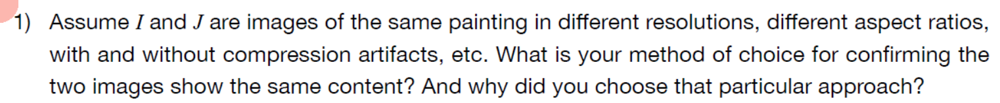 1) Assume I and J are images of the same painting in different resolutions, different aspect ratios,
with and without compression artifacts, etc. What is your method of choice for confirming the
two images show the same content? And why did you choose that particular approach?